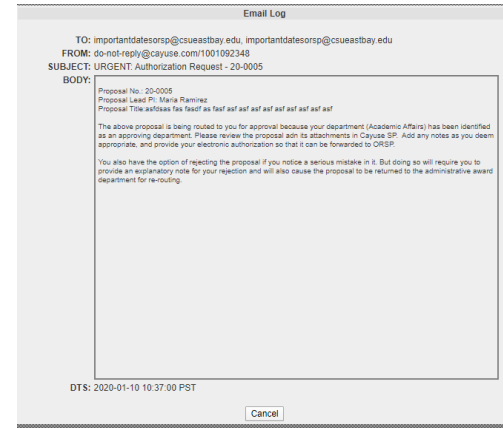 Email Log
TO: importantdatesorsp@csueastbay.edu, importantdatesorsp@csueastbay.edu
FROM: do-not-reply@cayuse.com/1001092348
SUBJECT: URGENT: Authorization Request - 20-0005
BODY:
Proposal No.: 20-0005
Proposal Lead PI: Maria Ramirez
Proposal Title:asfdsas fas fasdf as fasf asf asf asf asf asf asf asf asf asf
The above proposal is being routed to you for approval because your department (Academic Affairs) has been identified
as an approving department. Please review the proposal adn its attachments in Cayuse SP. Add any notes as you deem
appropriate, and provide your electronic authorization so that it can be forwarded to ORSP.
You also have the option of rejecting the proposal if you notice a serious mistake in it. But doing so will require you to
provide an explanatory note for your rejection and will also cause the proposal to be returned to the administrative award
department for re-routing.
DTS: 2020-01-10 10:37:00 PST
Cancel